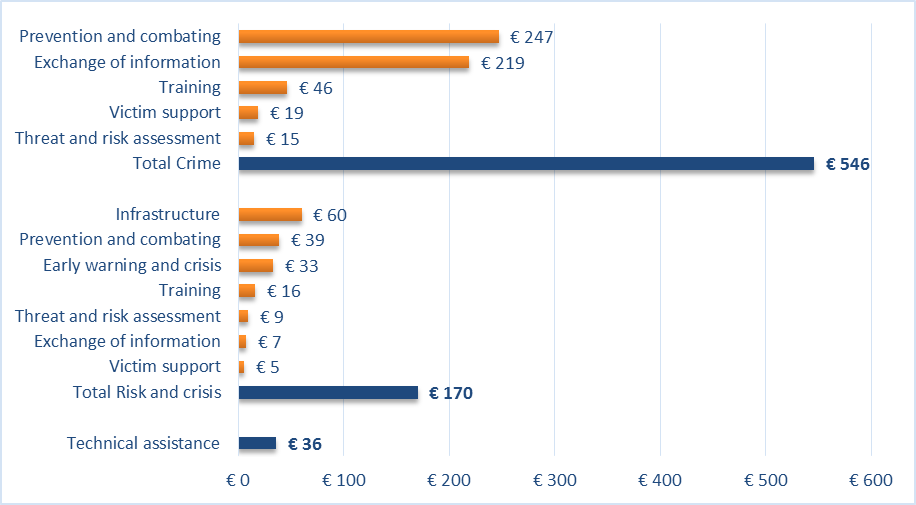 Prevention and combating € 247
Exchange of information € 219
Training € 46
Victim support € 19
Threat and risk assessment € 15
Total Crime € 546
Infrastructure € 60
Prevention and combating € 39
Early warning and crisis € 33
Training € 16
Threat and risk assessment € 9
Exchange of information € 7
Victim support € 5
Total Risk and crisis € 170
Technical assistance € 36
€ 0 € 100 € 200 € 300 € 400 € 500 € 600